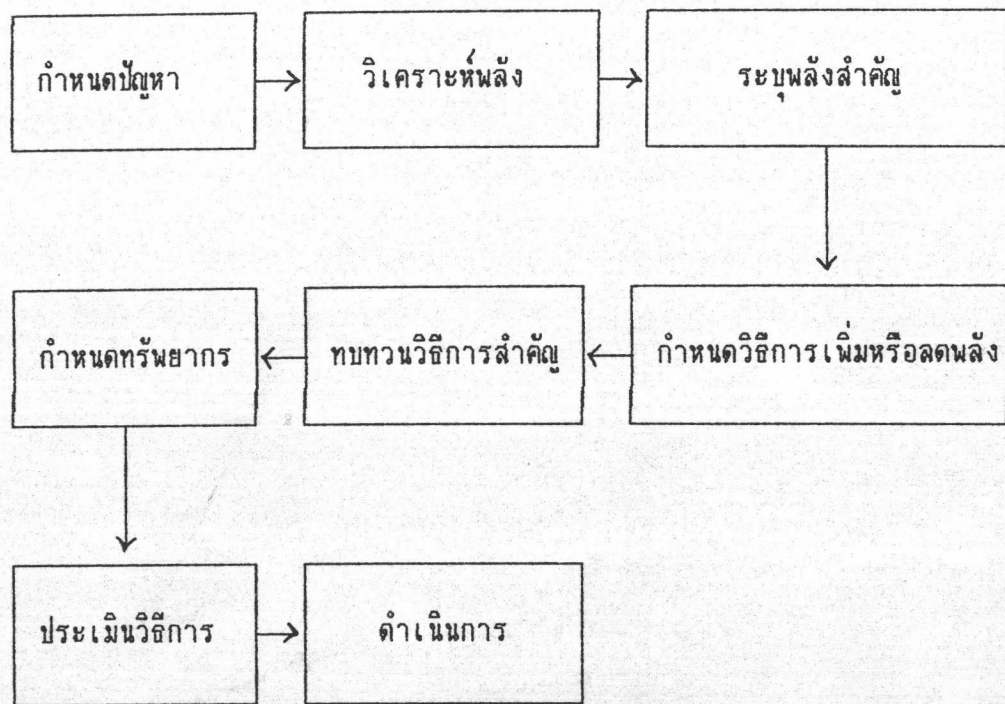 กำหนดปัญหา
วิเคราะห์พลัง
ระบุพลังสำคัญ
กำหนดวิธีการเพิ่มหรือลดพลัง
ทบทวนวิธีการสำคัญ
กำหนดทรัพยากร
ประเมินวิธีการ
ดำเนินการ